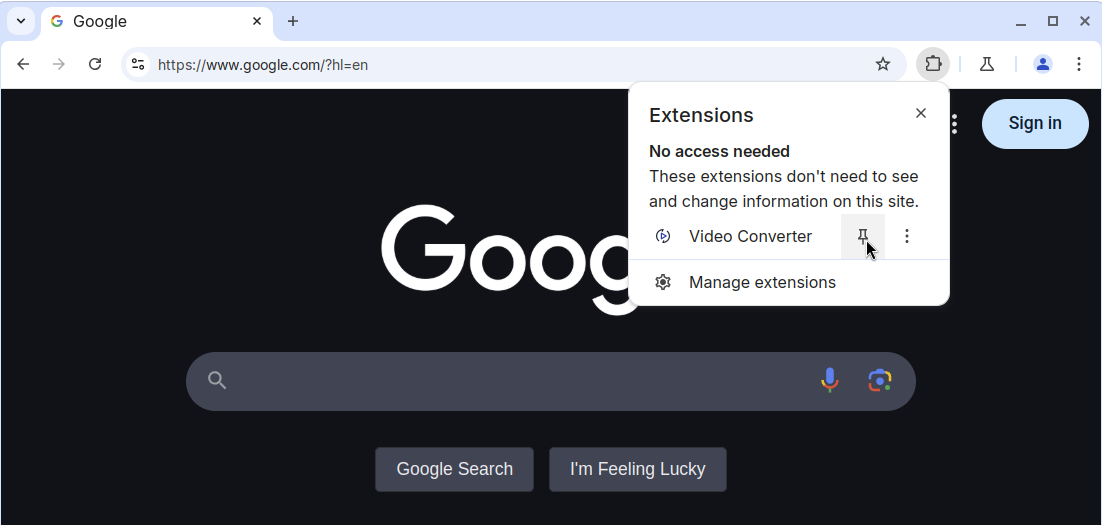 Google
https://www.google.com/?hl=en
Extensions
Sign in
No access needed
These extensions don't need to see
and change information on this site.
Video Converter
Manage extensions
Goog
Google Search
I'm Feeling Lucky